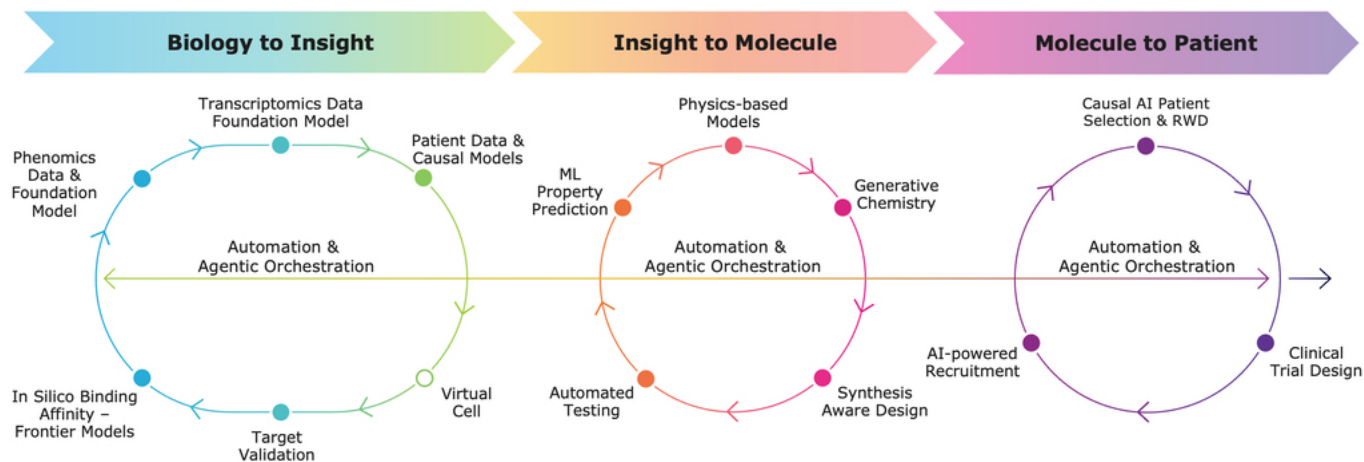 Biology to Insight
Insight to Molecule
Molecule to Patient
Transcriptomics Data
Foundation Model
Patient Data &
Causal Models
Phenomics
Data &
Foundation
Model
Automation &
Agentic Orchestration
In Silico Binding
Affinity –
Frontier Models
Target
Validation
Virtual
Cell
Physics-based
Models
ML
Property
Prediction
Generative
Chemistry
Automation &
Agentic Orchestration
Automated
Testing
Synthesis
Aware Design
Causal AI Patient
Selection & RWD
Automation &
Agentic Orchestration
AI-powered
Recruitment
Clinical
Trial Design